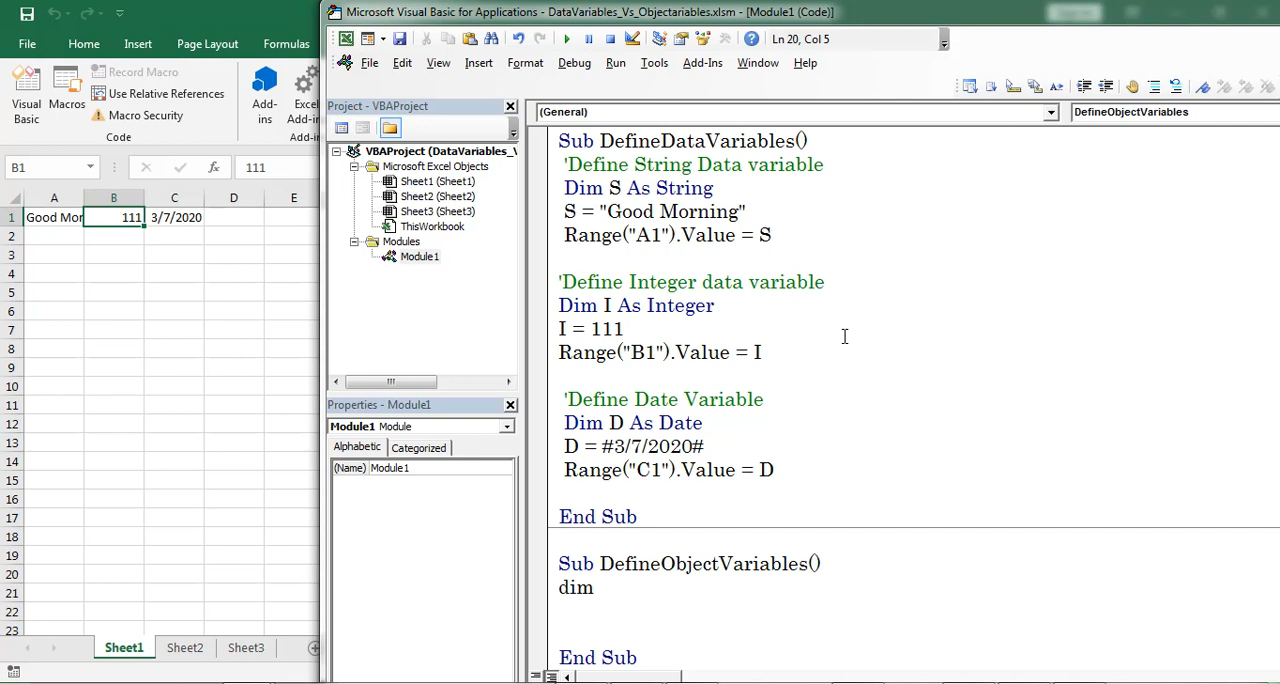 Microsoft Visual Basic for Applications - DataVariables_Vs_Objectariables.xlsm - [Module1 (Code)]
File Home Insert Page Layout Formulas
Ln 20, Col 5
File Edit View Insert Format Debug Run Tools Add-Ins Window Help
Visual Basic
Macros
Record Macro
Use Relative References
Macro Security
Code
Add-ins
Excel
Add-in
Add-in
Project - VBAProject
(General)
DefineObjectVariables
VBAProject (DataVariables_V
Microsoft Excel Objects
Sheet1 (Sheet1)
Sheet2 (Sheet2)
Sheet3 (Sheet3)
ThisWorkbook
Modules
Module1
B1
fx
111
A B C D E
1 Good Mor 111 3/7/2020
2
3
4
5
6
7
8
9
10
11
12
13
14
15
16
17
18
19
20
21
22
23
Sheet1 Sheet2 Sheet3
Properties - Module1
Module1 Module
Alphabetic Categorized
(Name) Module1
Sub DefineDataVariables()
'Define String Data variable
Dim S As String
S = "Good Morning"
Range("A1").Value = S
'Define Integer data variable
Dim I As Integer
I = 111
Range("B1").Value = I
'Define Date Variable
Dim D As Date
D = #3/7/2020#
Range("C1").Value = D
End Sub
Sub DefineObjectVariables()
dim
End Sub